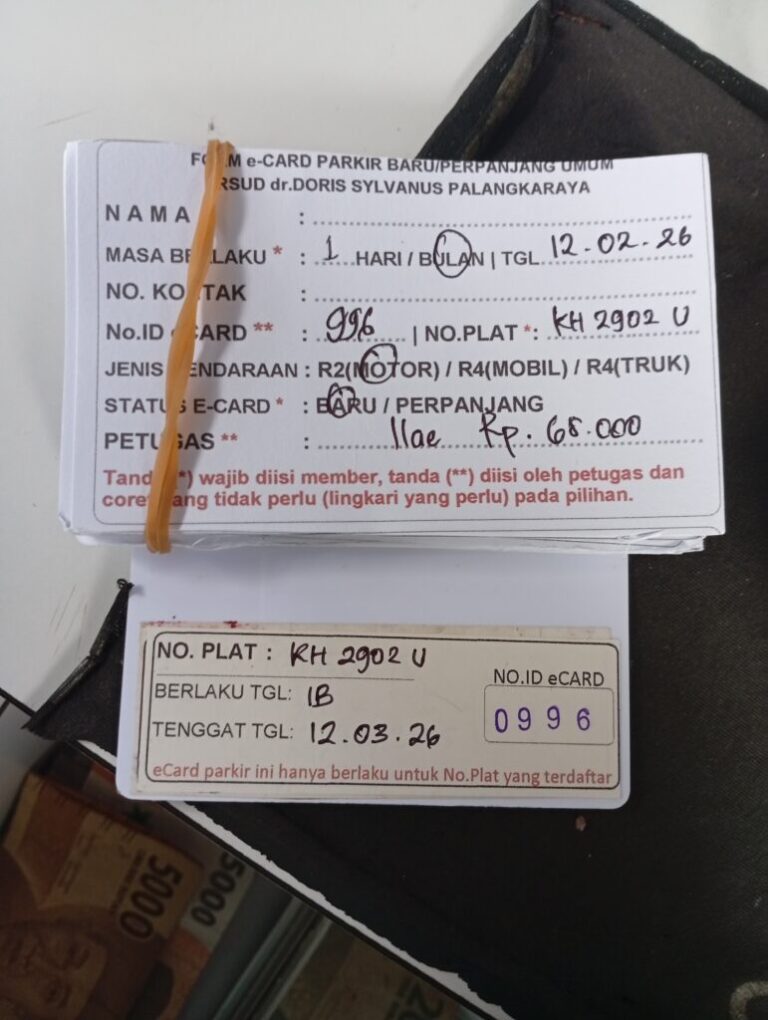 FORM e-CARD PARKIR BARU/PERPANJANG UMUM
RSUD dr.DORIS SYLVANUS PALANGKARAYA
NAMA :
MASA BERLAKU * : 1 HARI / BULAN | TGL 12.02.26
NO. KONTAK :
No.ID eCARD ** : 996 | NO.PLAT *: KH 2902 U
JENIS KENDARAAN : R2(MOTOR) / R4(MOBIL) / R4(TRUK)
STATUS E-CARD * : BARU / PERPANJANG
PETUGAS ** : Ilae Rp. 65.000
Tanda (*) wajib diisi member, tanda (**) diisi oleh petugas dan
coret yang tidak perlu (lingkari yang perlu) pada pilihan.
NO. PLAT : KH 2902 U
BERLAKU TGL: 1B
TENGGAT TGL: 12.03.26
NO.ID eCARD
0996
eCard parkir ini hanya berlaku untuk No.Plat yang terdaftar
5000
5000